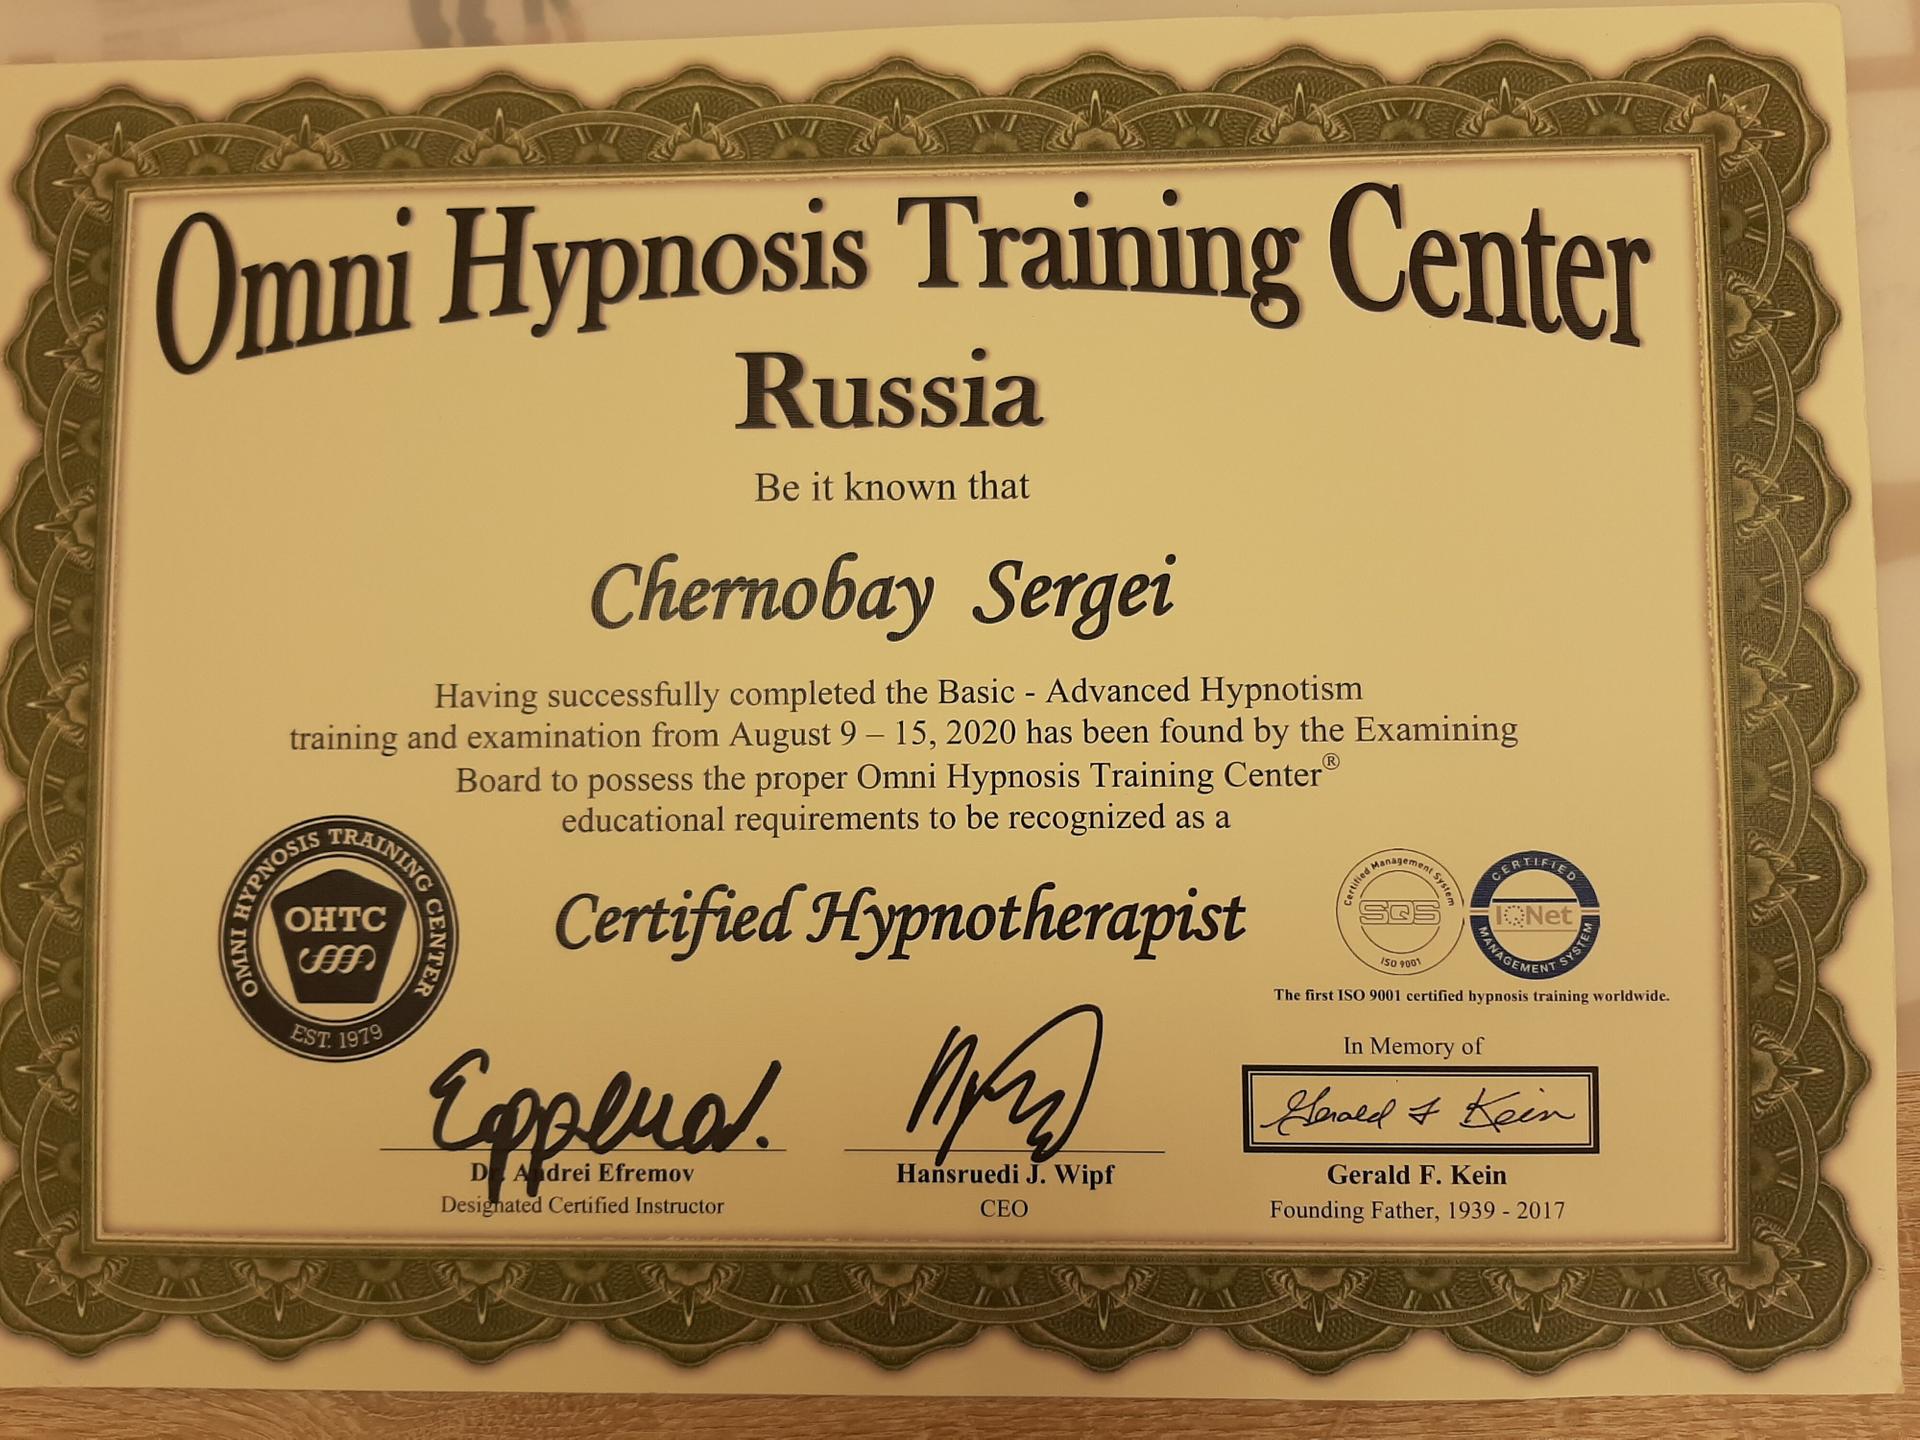 Omni Hypnosis Training Center
Russia
Be it known that
Chernobay Sergei
Having successfully completed the Basic - Advanced Hypnotism
training and examination from August 9 – 15, 2020 has been found by the Examining
Board to possess the proper Omni Hypnosis Training Center®
educational requirements to be recognized as a
Certified Hypnotherapist
OMNI HYPNOSIS TRAINING CENTER
OHTC
EST. 1979
Certified Management System
SQS
ISO 9001
CERTIFIED
IQNet
MANAGEMENT SYSTEM
The first ISO 9001 certified hypnosis training worldwide.
In Memory of
Gerald F Kein
Dr. Andrei Efremov
Designated Certified Instructor
Hansruedi J. Wipf
CEO
Gerald F. Kein
Founding Father, 1939 - 2017